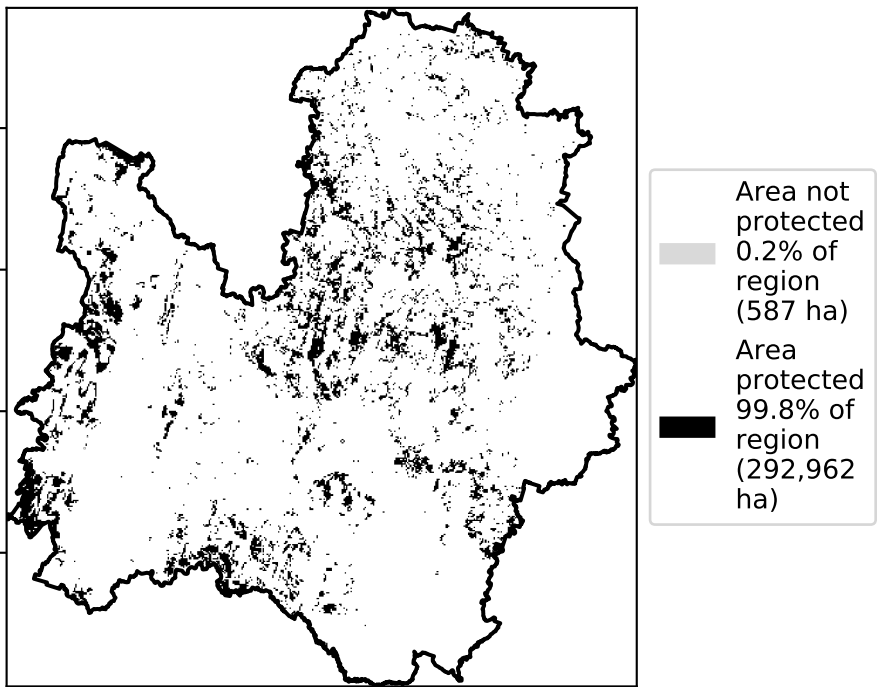 Area not
protected
0.2% of
region
(587 ha)
Area
protected
99.8% of
region
(292,962
ha)